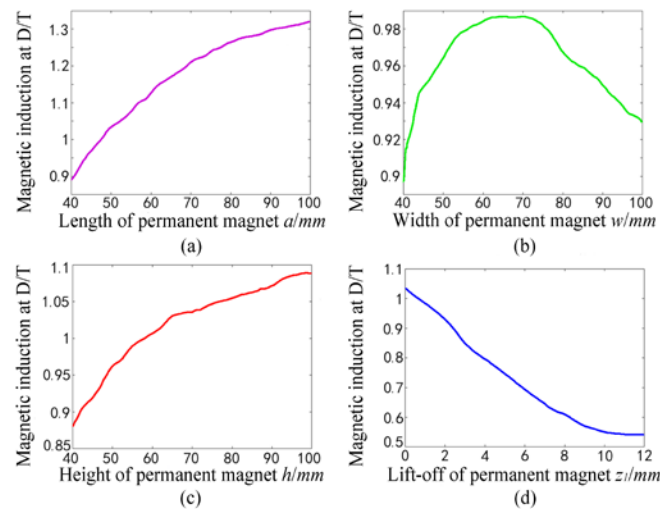 Magnetic induction at D/T
1.3
1.2
1.1
1
0.9
40 50 60 70 80 90 100
Length of permanent magnet a/mm
(a)
Magnetic induction at D/T
0.98
0.96
0.94
0.92
0.9
40 50 60 70 80 90 100
Width of permanent magnet w/mm
(b)
Magnetic induction at D/T
1.1
1.05
1
0.95
0.9
0.85
40 50 60 70 80 90 100
Height of permanent magnet h/mm
(c)
Magnetic induction at D/T
1.1
1
0.9
0.8
0.7
0.6
0.5
0 2 4 6 8 10 12
Lift-off of permanent magnet z₁/mm
(d)